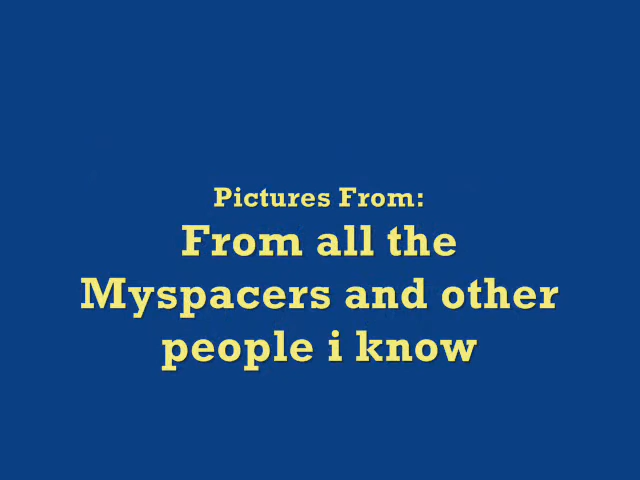 Pictures From:
From all the
Myspacers and other
people i know